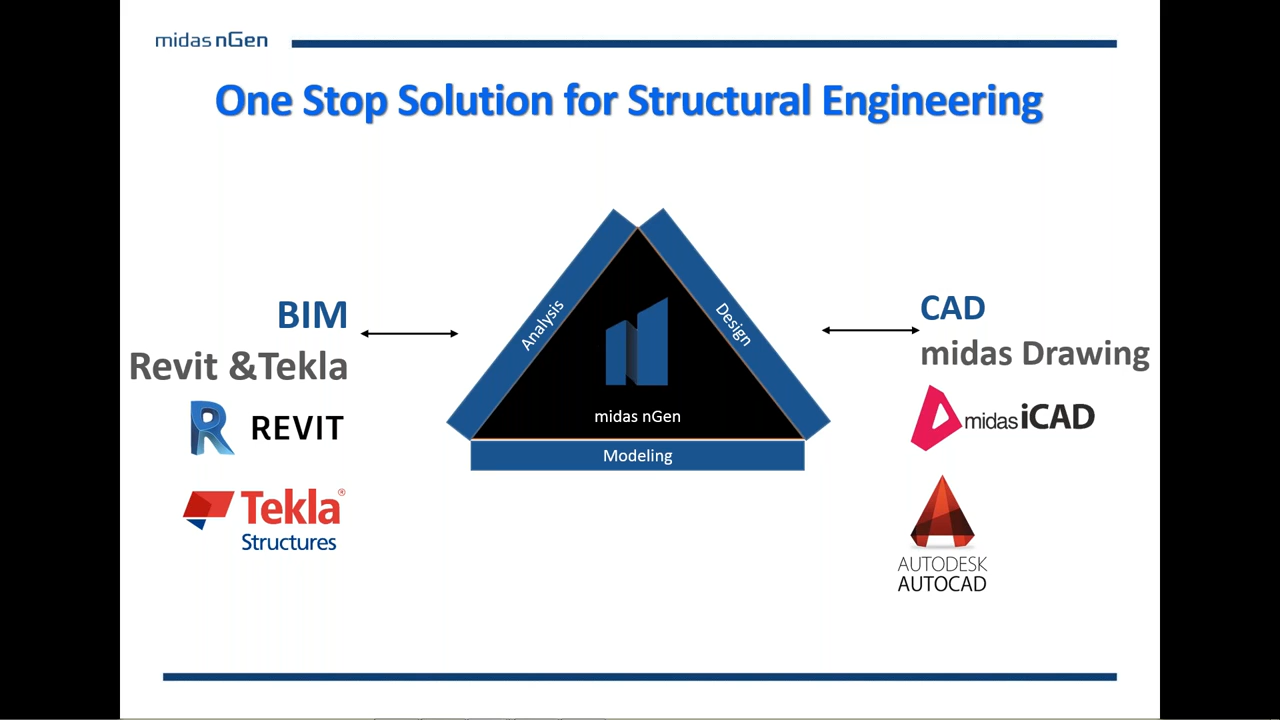 midas nGen
One Stop Solution for Structural Engineering
BIM
Revit &Tekla
REVIT
Tekla®
Structures
Analysis
Design
midas nGen
Modeling
CAD
midas Drawing
midas iCAD
AUTODESK
AUTOCAD